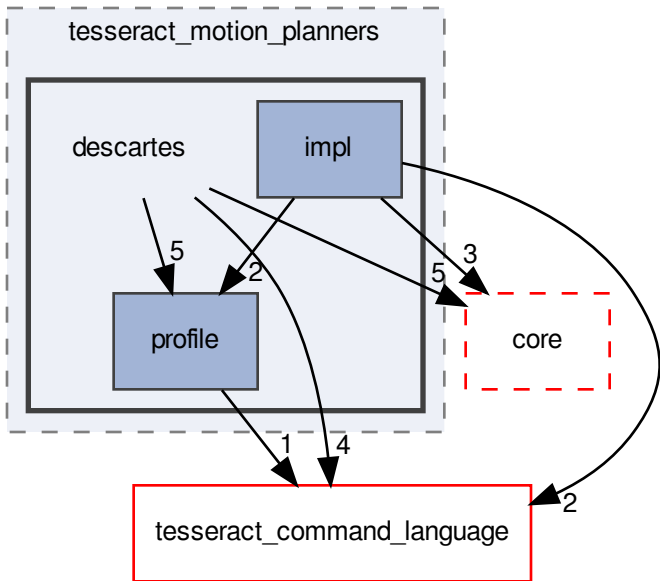 tesseract_motion_planners
descartes
impl
5
2
5
3
profile
core
1
4
2
tesseract_command_language